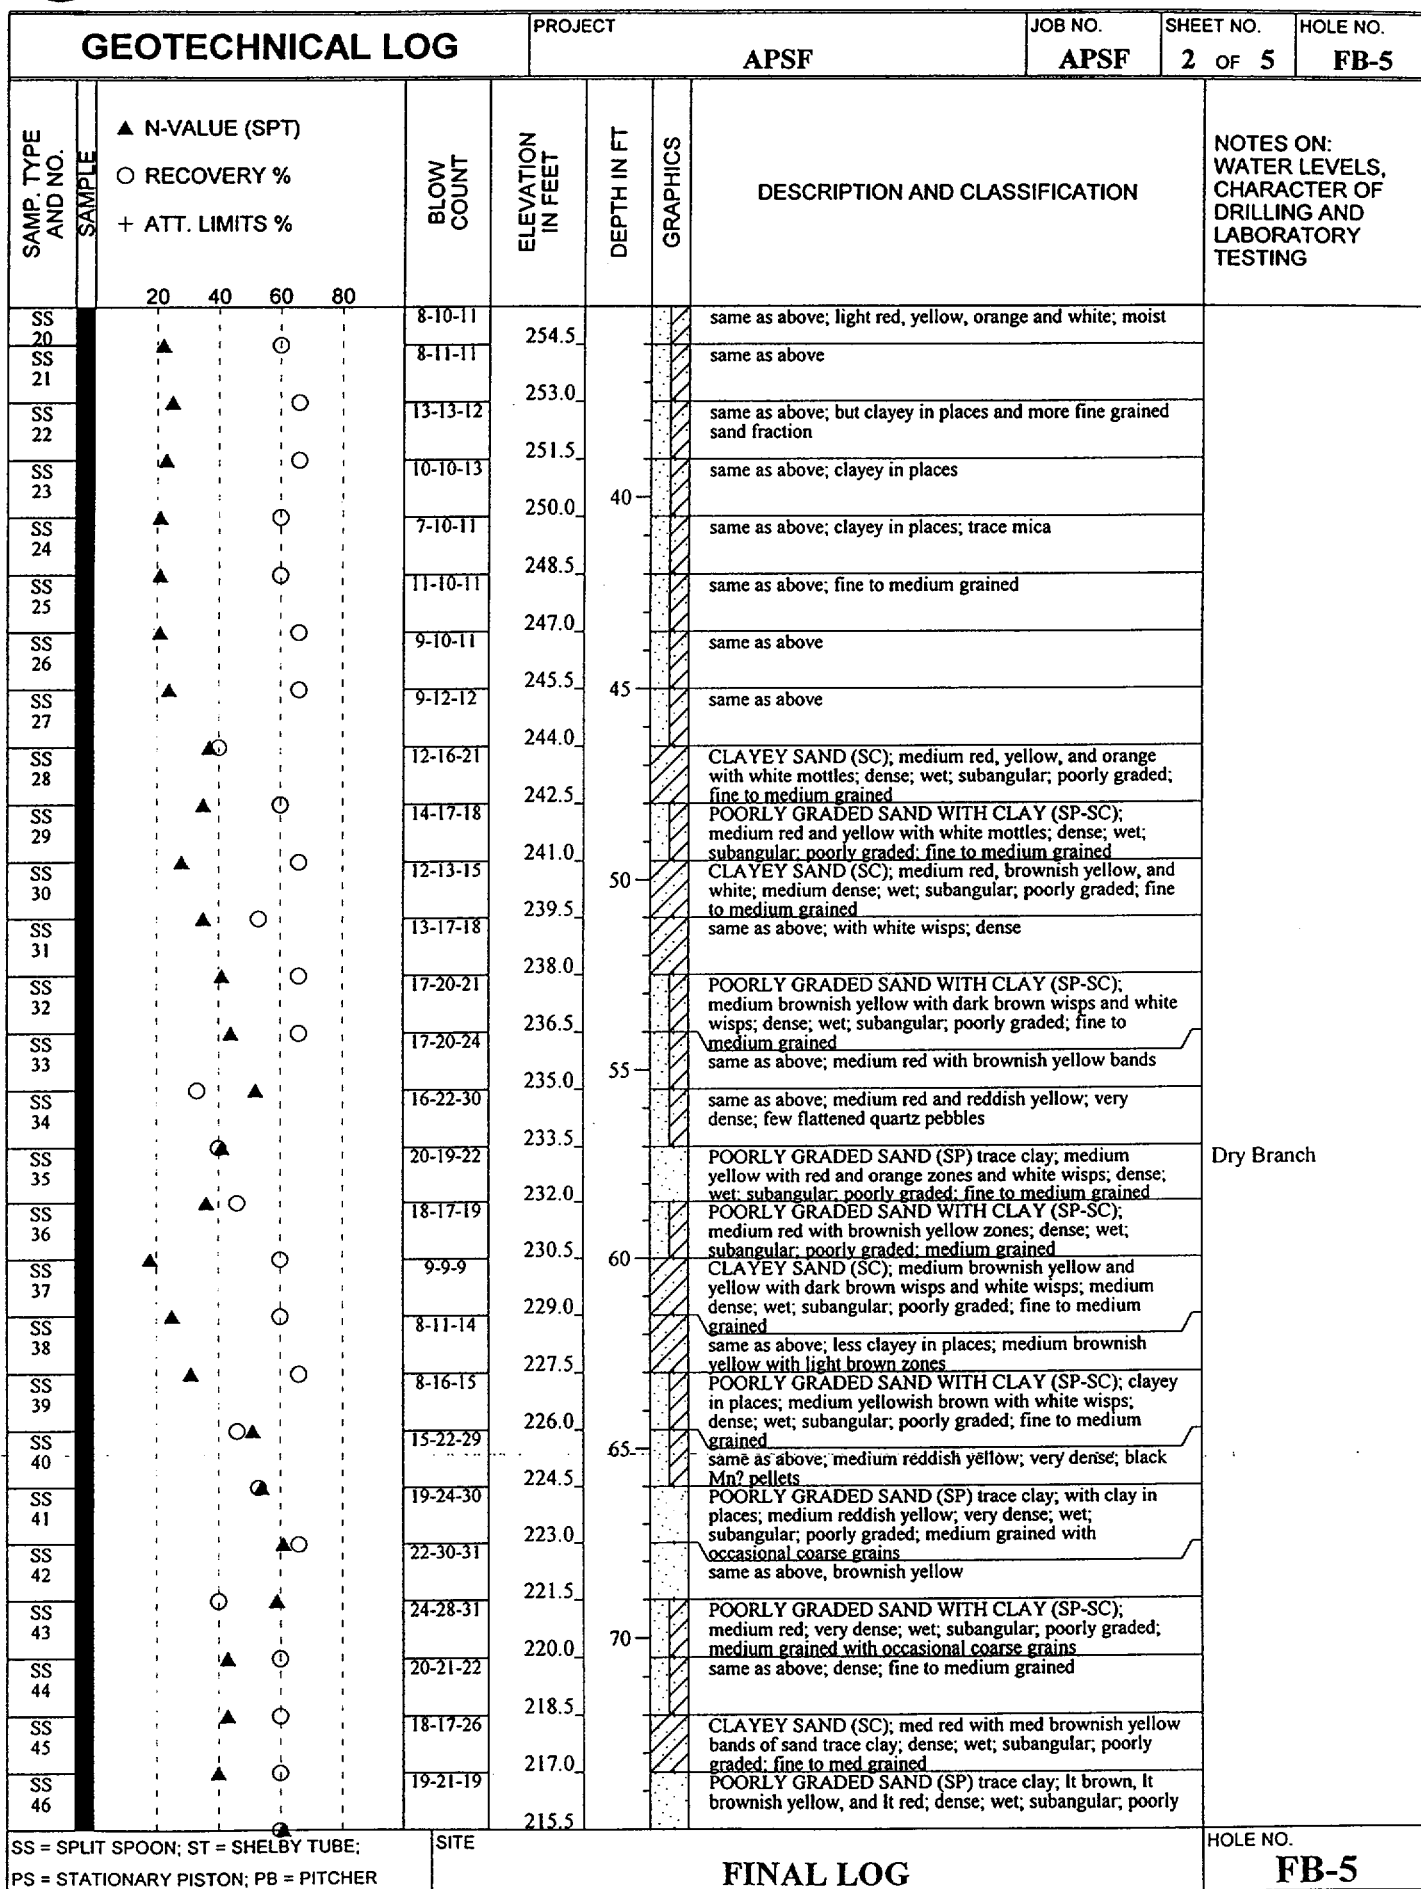 GEOTECHNICAL LOG
PROJECT
APSF
JOB NO.
APSF
SHEET NO.
2 OF 5
HOLE NO.
FB-5
SAMP. TYPE AND NO.
SAMPLE
▲ N-VALUE (SPT)
○ RECOVERY %
+ ATT. LIMITS %
20 40 60 80
BLOW COUNT
ELEVATION IN FEET
DEPTH IN FT
GRAPHICS
DESCRIPTION AND CLASSIFICATION
NOTES ON:
WATER LEVELS,
CHARACTER OF
DRILLING AND
LABORATORY
TESTING
SS 20 8-10-11 254.5 same as above; light red, yellow, orange and white; moist
SS 21 8-11-11 253.0 same as above
SS 22 13-13-12 251.5 same as above; but clayey in places and more fine grained
sand fraction
SS 23 10-10-13 250.0 40 same as above; clayey in places
SS 24 7-10-11 248.5 same as above; clayey in places; trace mica
SS 25 11-10-11 247.0 same as above; fine to medium grained
SS 26 9-10-11 245.5 same as above
SS 27 9-12-12 244.0 45 same as above
SS 28 12-16-21 242.5 CLAYEY SAND (SC); medium red, yellow, and orange
with white mottles; dense; wet; subangular; poorly graded;
fine to medium grained
SS 29 14-17-18 241.0 POORLY GRADED SAND WITH CLAY (SP-SC);
medium red and yellow with white mottles; dense; wet;
subangular; poorly graded; fine to medium grained
SS 30 12-13-15 239.5 50 CLAYEY SAND (SC); medium red, brownish yellow, and
white; medium dense; wet; subangular; poorly graded; fine
to medium grained
SS 31 13-17-18 238.0 same as above; with white wisps; dense
SS 32 17-20-21 236.5 POORLY GRADED SAND WITH CLAY (SP-SC);
medium brownish yellow with dark brown wisps and white
wisps; dense; wet; subangular; poorly graded; fine to
medium grained
SS 33 17-20-24 235.0 55 same as above; medium red with brownish yellow bands
SS 34 16-22-30 233.5 same as above; medium red and reddish yellow; very
dense; few flattened quartz pebbles
SS 35 20-19-22 232.0 POORLY GRADED SAND (SP) trace clay; medium Dry Branch
yellow with red and orange zones and white wisps; dense;
wet; subangular; poorly graded; fine to medium grained
SS 36 18-17-19 230.5 POORLY GRADED SAND WITH CLAY (SP-SC);
medium red with brownish yellow zones; dense; wet;
subangular; poorly graded; medium grained
SS 37 9-9-9 229.0 60 CLAYEY SAND (SC); medium brownish yellow and
yellow with dark brown wisps and white wisps; medium
dense; wet; subangular; poorly graded; fine to medium
grained
SS 38 8-11-14 227.5 same as above; less clayey in places; medium brownish
yellow with light brown zones
SS 39 8-16-15 226.0 POORLY GRADED SAND WITH CLAY (SP-SC); clayey
in places; medium yellowish brown with white wisps;
dense; wet; subangular; poorly graded; fine to medium
grained
SS 40 15-22-29 224.5 65 same as above; medium reddish yellow; very dense; black
Mn? pellets
SS 41 19-24-30 223.0 POORLY GRADED SAND (SP) trace clay; with clay in
places; medium reddish yellow; very dense; wet;
subangular; poorly graded; medium grained with
occasional coarse grains
SS 42 22-30-31 221.5 same as above, brownish yellow
SS 43 24-28-31 220.0 70 POORLY GRADED SAND WITH CLAY (SP-SC);
medium red; very dense; wet; subangular; poorly graded;
medium grained with occasional coarse grains
SS 44 20-21-22 218.5 same as above; dense; fine to medium grained
SS 45 18-17-26 217.0 CLAYEY SAND (SC); med red with med brownish yellow
bands of sand trace clay; dense; wet; subangular; poorly
graded; fine to med grained
SS 46 19-21-19 215.5 POORLY GRADED SAND (SP) trace clay; lt brown, lt
brownish yellow, and lt red; dense; wet; subangular; poorly
SS = SPLIT SPOON; ST = SHELBY TUBE;
PS = STATIONARY PISTON; PB = PITCHER
SITE
FINAL LOG
HOLE NO.
FB-5